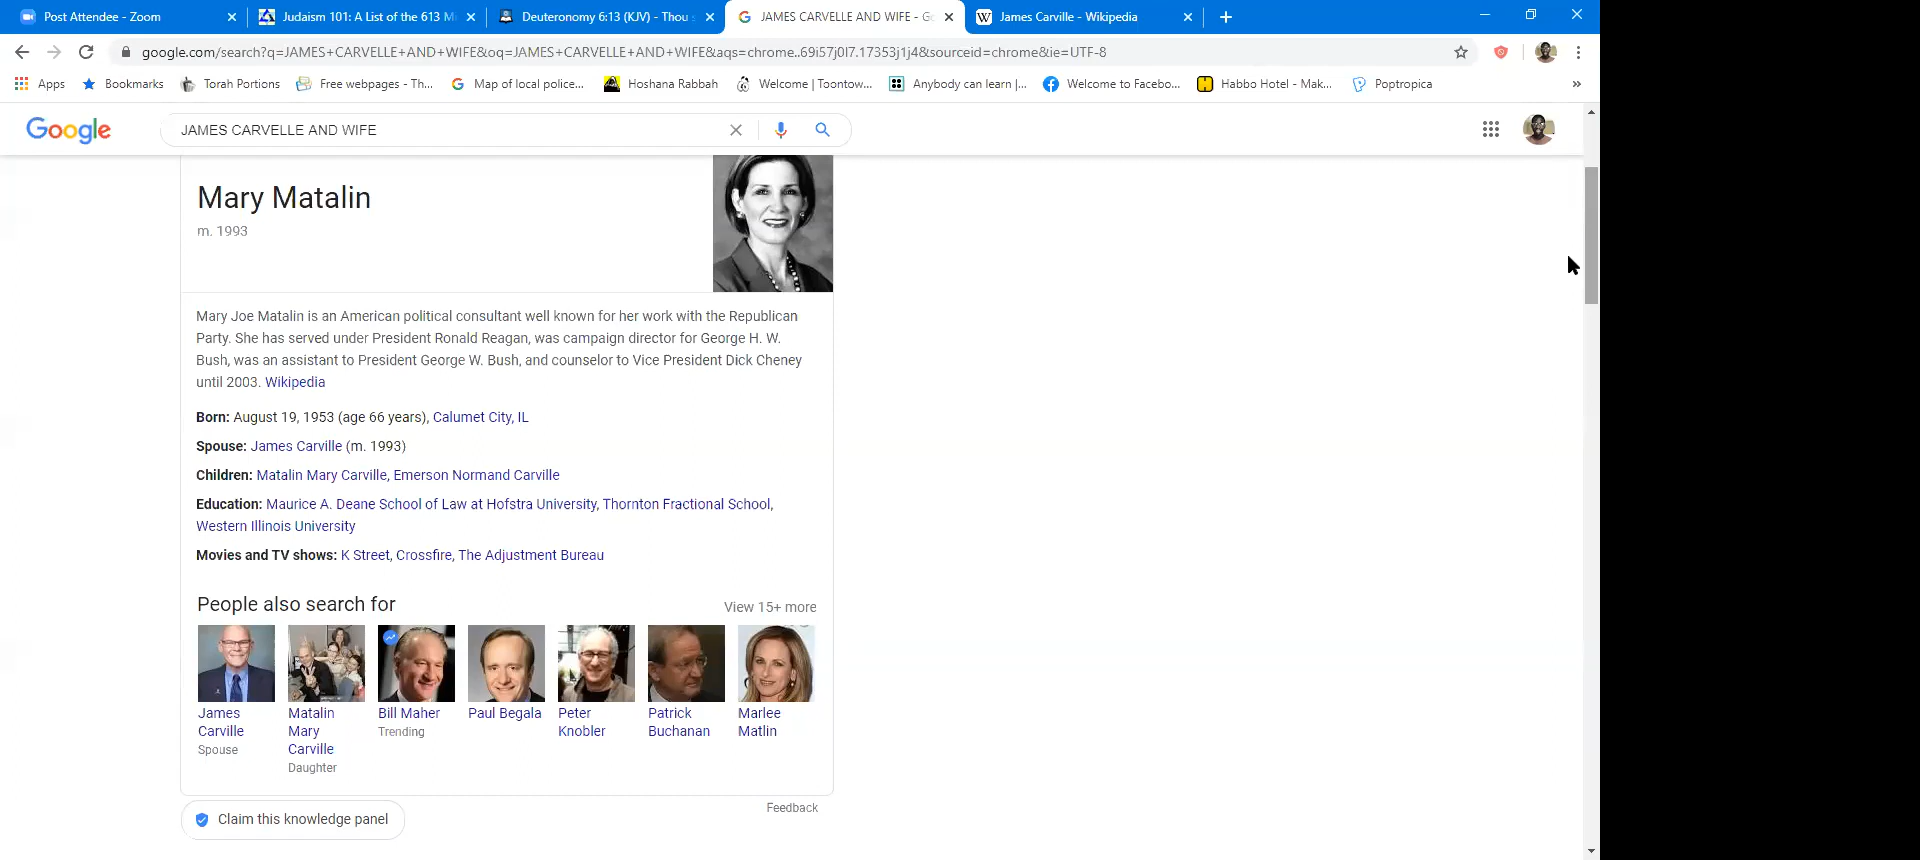 Post Attendee - Zoom
Judaism 101: A List of the 613 M
Deuteronomy 6:13 (KJV) - Thou s
JAMES CARVELLE AND WIFE - Go
James Carville - Wikipedia
google.com/search?q=JAMES+CARVELLE+AND+WIFE&oq=JAMES+CARVELLE+AND+WIFE&aqs=chrome..69i57j0l7.17353j1j4&sourceid=chrome&ie=UTF-8
Apps
Bookmarks
Torah Portions
Free webpages - Th...
Map of local police...
Hoshana Rabbah
Welcome | Toontow...
Anybody can learn |...
Welcome to Facebo...
Habbo Hotel - Mak...
Poptropica
»
Google
JAMES CARVELLE AND WIFE
Mary Matalin
m. 1993
Mary Joe Matalin is an American political consultant well known for her work with the Republican
Party. She has served under President Ronald Reagan, was campaign director for George H. W.
Bush, was an assistant to President George W. Bush, and counselor to Vice President Dick Cheney
until 2003. Wikipedia
Born: August 19, 1953 (age 66 years), Calumet City, IL
Spouse: James Carville (m. 1993)
Children: Matalin Mary Carville, Emerson Normand Carville
Education: Maurice A. Deane School of Law at Hofstra University, Thornton Fractional School,
Western Illinois University
Movies and TV shows: K Street, Crossfire, The Adjustment Bureau
People also search for
View 15+ more
James
Carville
Spouse
Matalin
Mary
Carville
Daughter
Bill Maher
Trending
Paul Begala
Peter
Knobler
Patrick
Buchanan
Marlee
Matlin
Feedback
Claim this knowledge panel